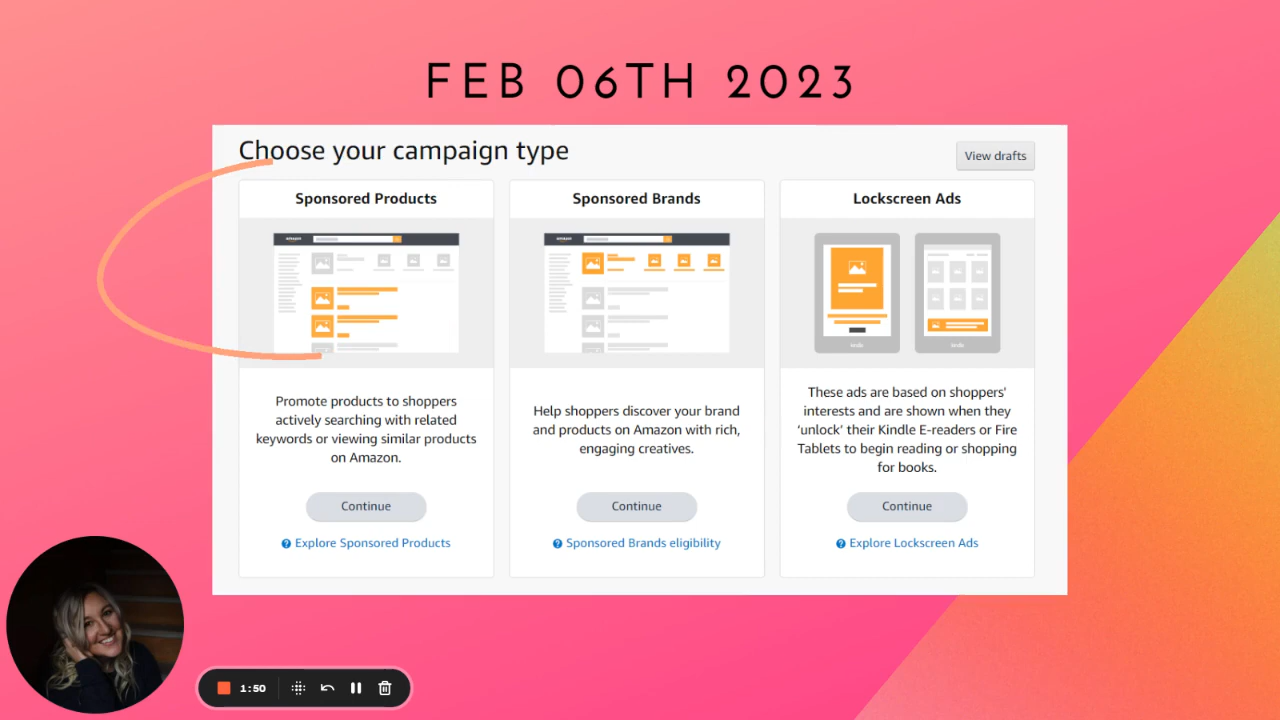 FEB 06TH 2023
Choose your campaign type
View drafts
Sponsored Products
Promote products to shoppers
actively searching with related
keywords or viewing similar products
on Amazon.
Continue
Explore Sponsored Products
Sponsored Brands
Help shoppers discover your brand
and products on Amazon with rich,
engaging creatives.
Continue
Sponsored Brands eligibility
Lockscreen Ads
kindle
kindle
These ads are based on shoppers'
interests and are shown when they
'unlock' their Kindle E-readers or Fire
Tablets to begin reading or shopping
for books.
Continue
Explore Lockscreen Ads
1:50